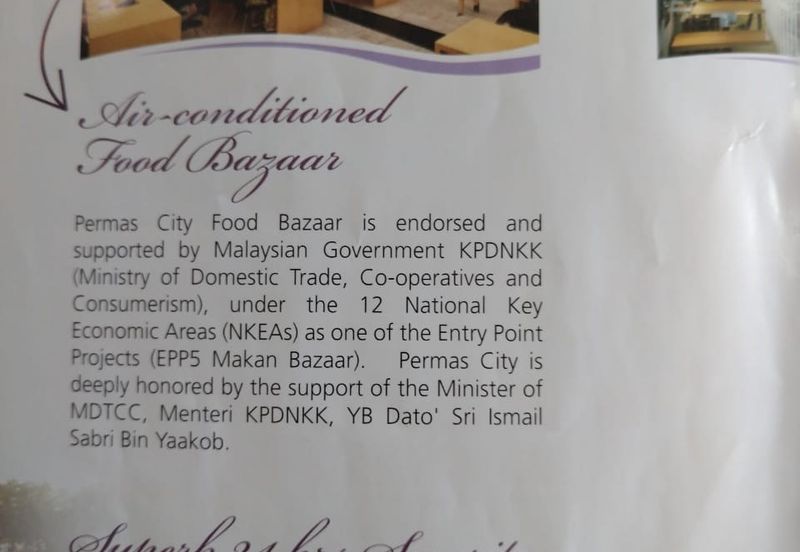 Air-conditioned
Food Bazaar
Permas City Food Bazaar is endorsed and
supported by Malaysian Government KPDNKK
(Ministry of Domestic Trade, Co-operatives and
Consumerism), under the 12 National Key
Economic Areas (NKEAs) as one of the Entry Point
Projects (EPP5 Makan Bazaar). Permas City is
deeply honored by the support of the Minister of
MDTCC, Menteri KPDNKK, YB Dato' Sri Ismail
Sabri Bin Yaakob.
Superb 24hrs Security